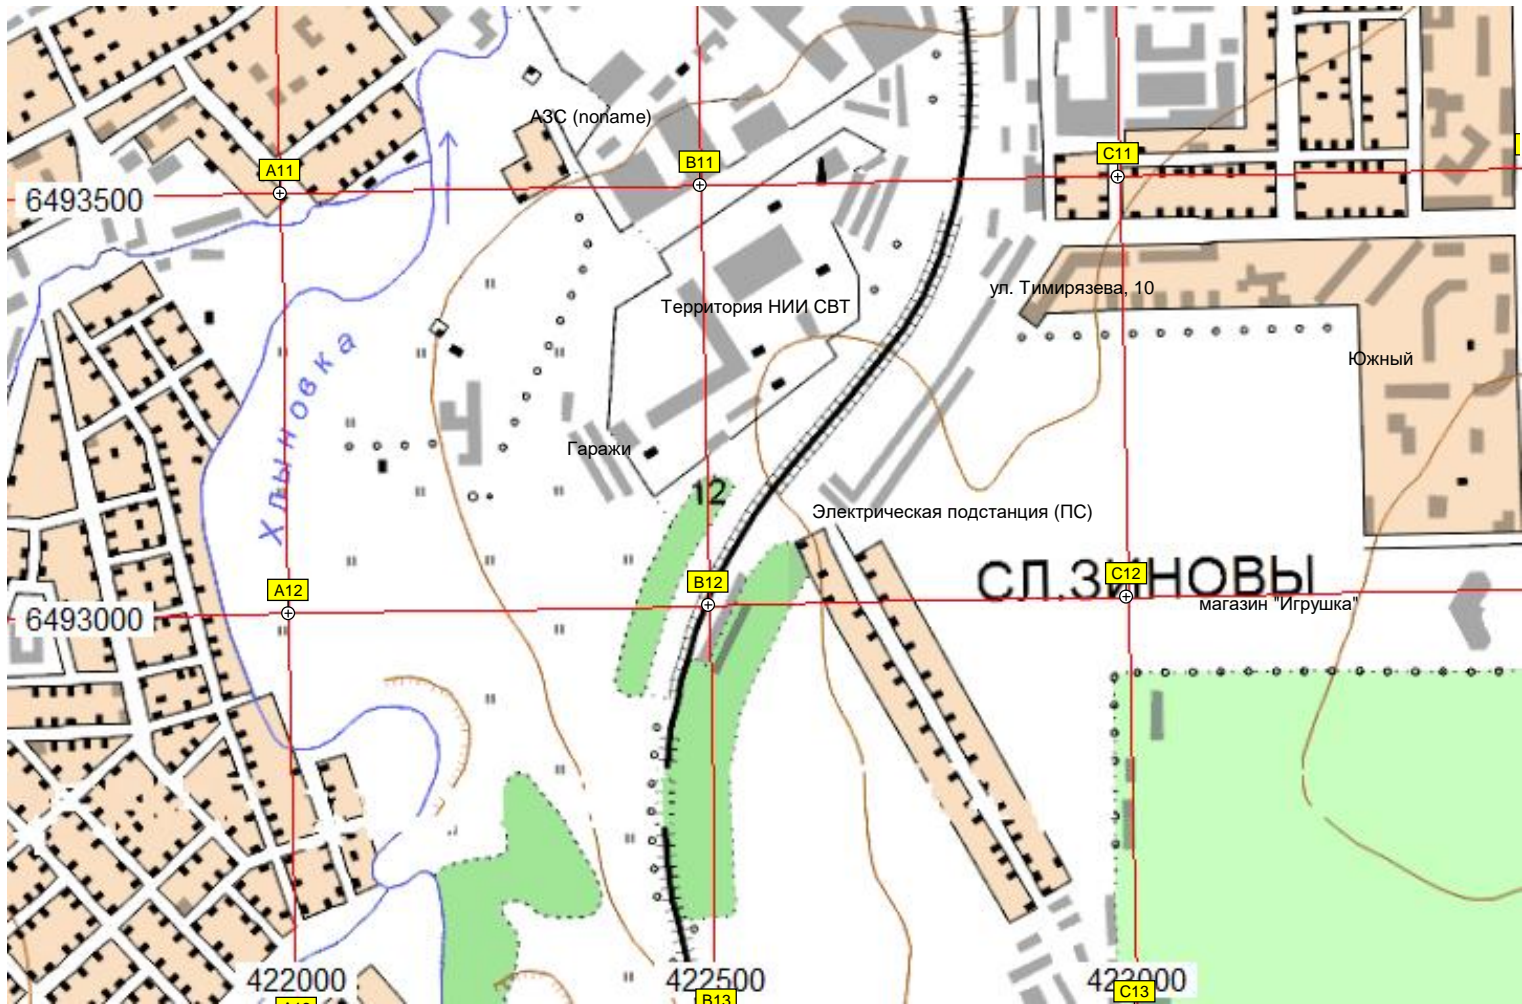 АЗС (noname)
B11
C11
A11
6493500
ул. Тимирязева, 10
Территория НИИ СВТ
Южный
Хлыновка
Гаражи
12
Электрическая подстанция (ПС)
B12
C12
A12
СЛ.ЗИНОВЫ
магазин "Игрушка"
6493000
422000
422500
C13
B13